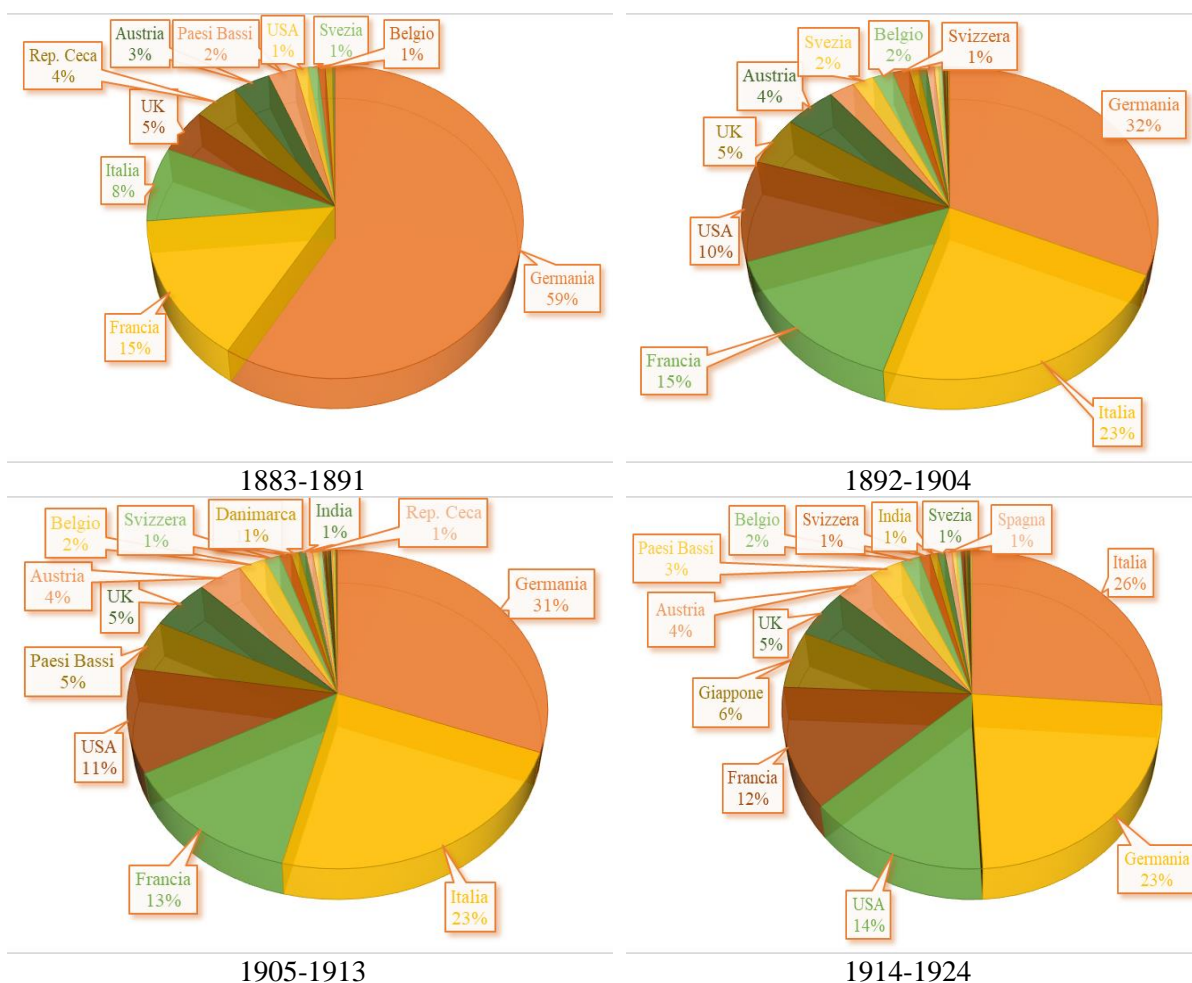 Austria
3%
Paesi Bassi
2%
USA
1%
Svezia
1%
Belgio
1%
Rep. Ceca
4%
UK
5%
Italia
8%
Francia
15%
Germania
59%
1883-1891
Svezia
2%
Belgio
2%
Svizzera
1%
Austria
4%
UK
5%
USA
10%
Francia
15%
Italia
23%
Germania
32%
1892-1904
Belgio
2%
Svizzera
1%
Danimarca
1%
India
1%
Rep. Ceca
1%
Austria
4%
UK
5%
Paesi Bassi
5%
USA
11%
Francia
13%
Italia
23%
Germania
31%
1905-1913
Paesi Bassi
3%
Belgio
2%
Svizzera
1%
India
1%
Svezia
1%
Spagna
1%
Austria
4%
UK
5%
Giappone
6%
Francia
12%
USA
14%
Germania
23%
Italia
26%
1914-1924